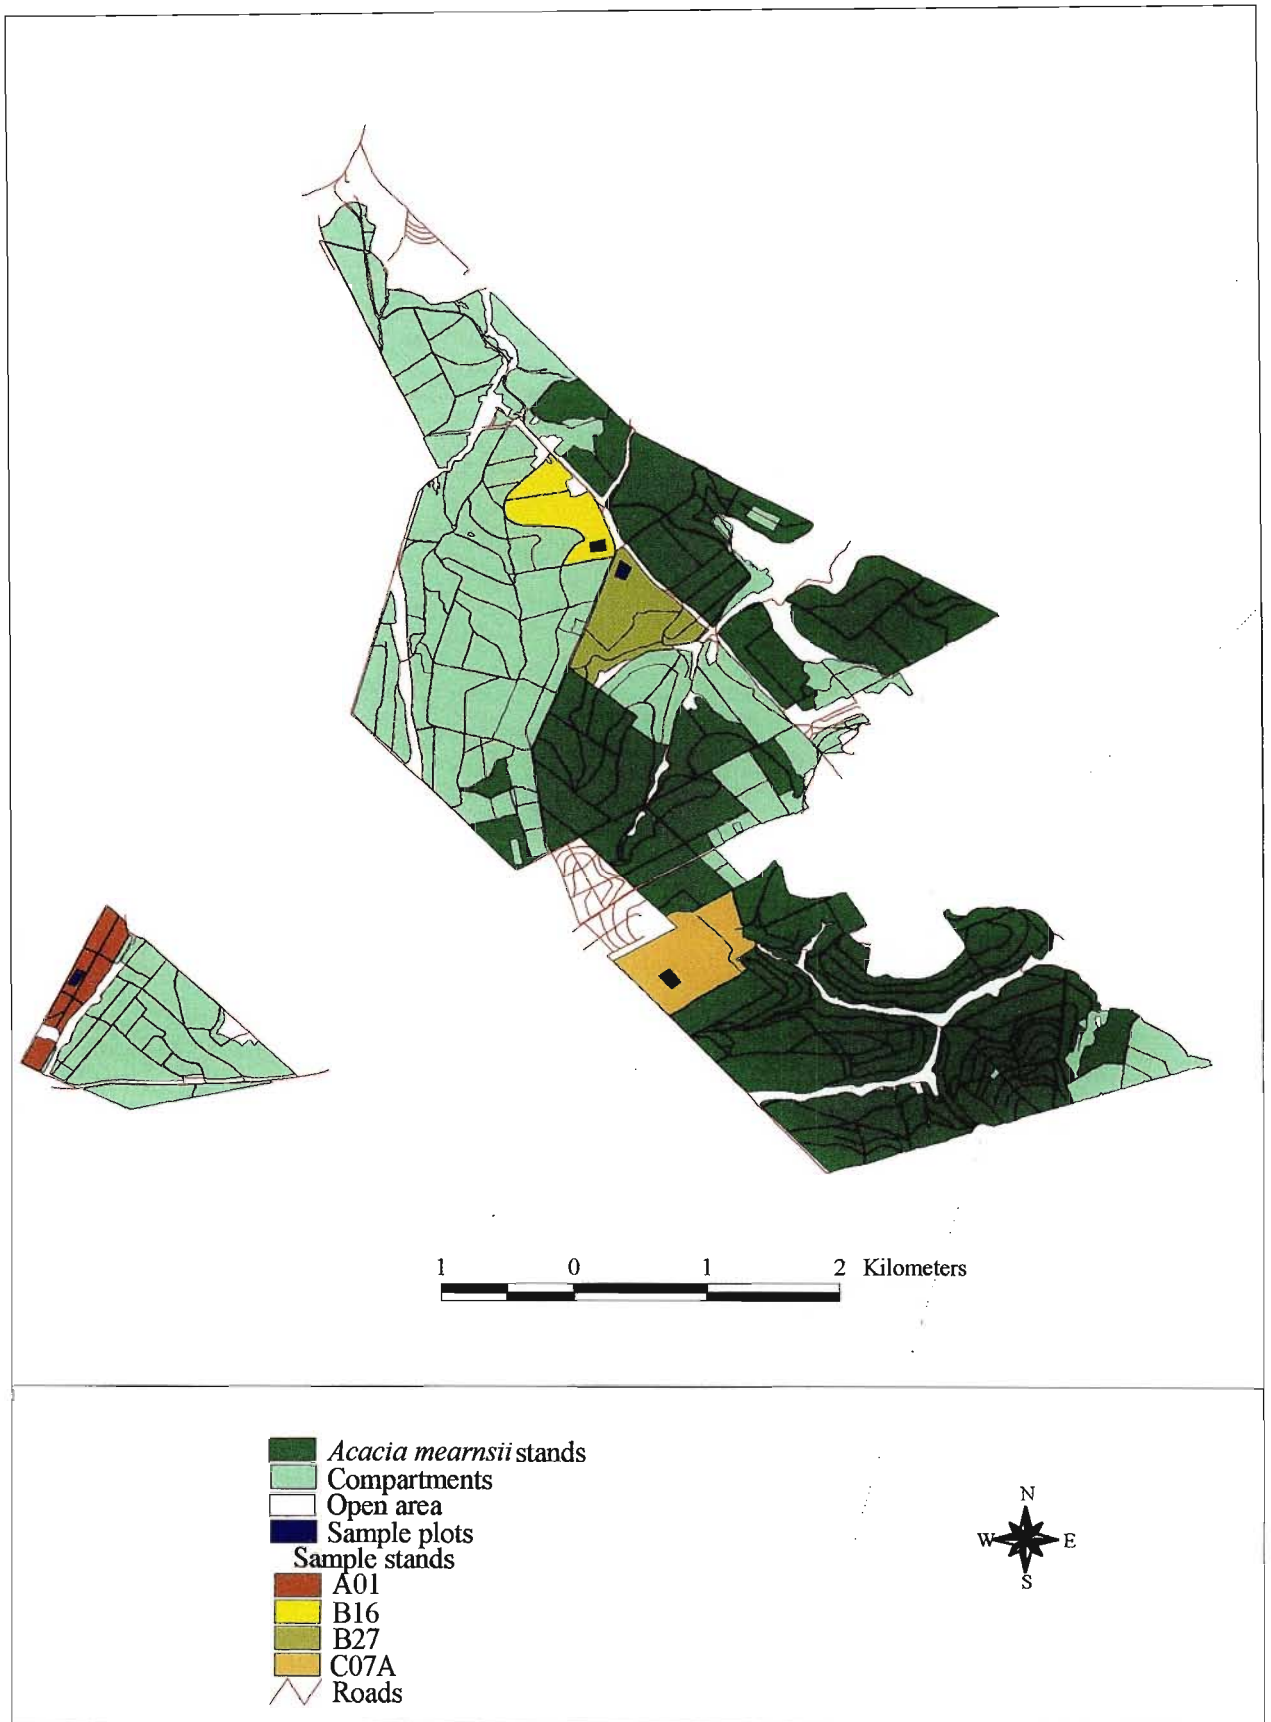 1 0 1 2 Kilometers
Acacia mearnsii stands
Compartments
Open area
Sample plots
Sample stands
A01
B16
B27
C07A
Roads
N
W E
S